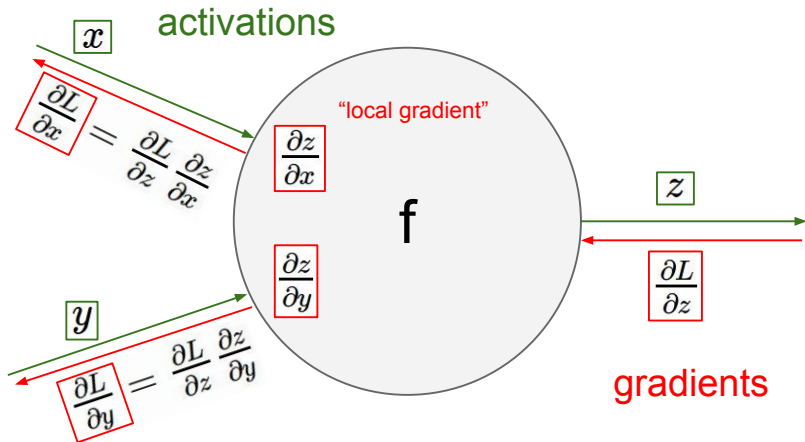 activations
x
∂L/∂x = ∂L/∂z ∂z/∂x
"local gradient"
∂z/∂x
z
f
∂z/∂y
∂L/∂z
y
∂L/∂y = ∂L/∂z ∂z/∂y
gradients